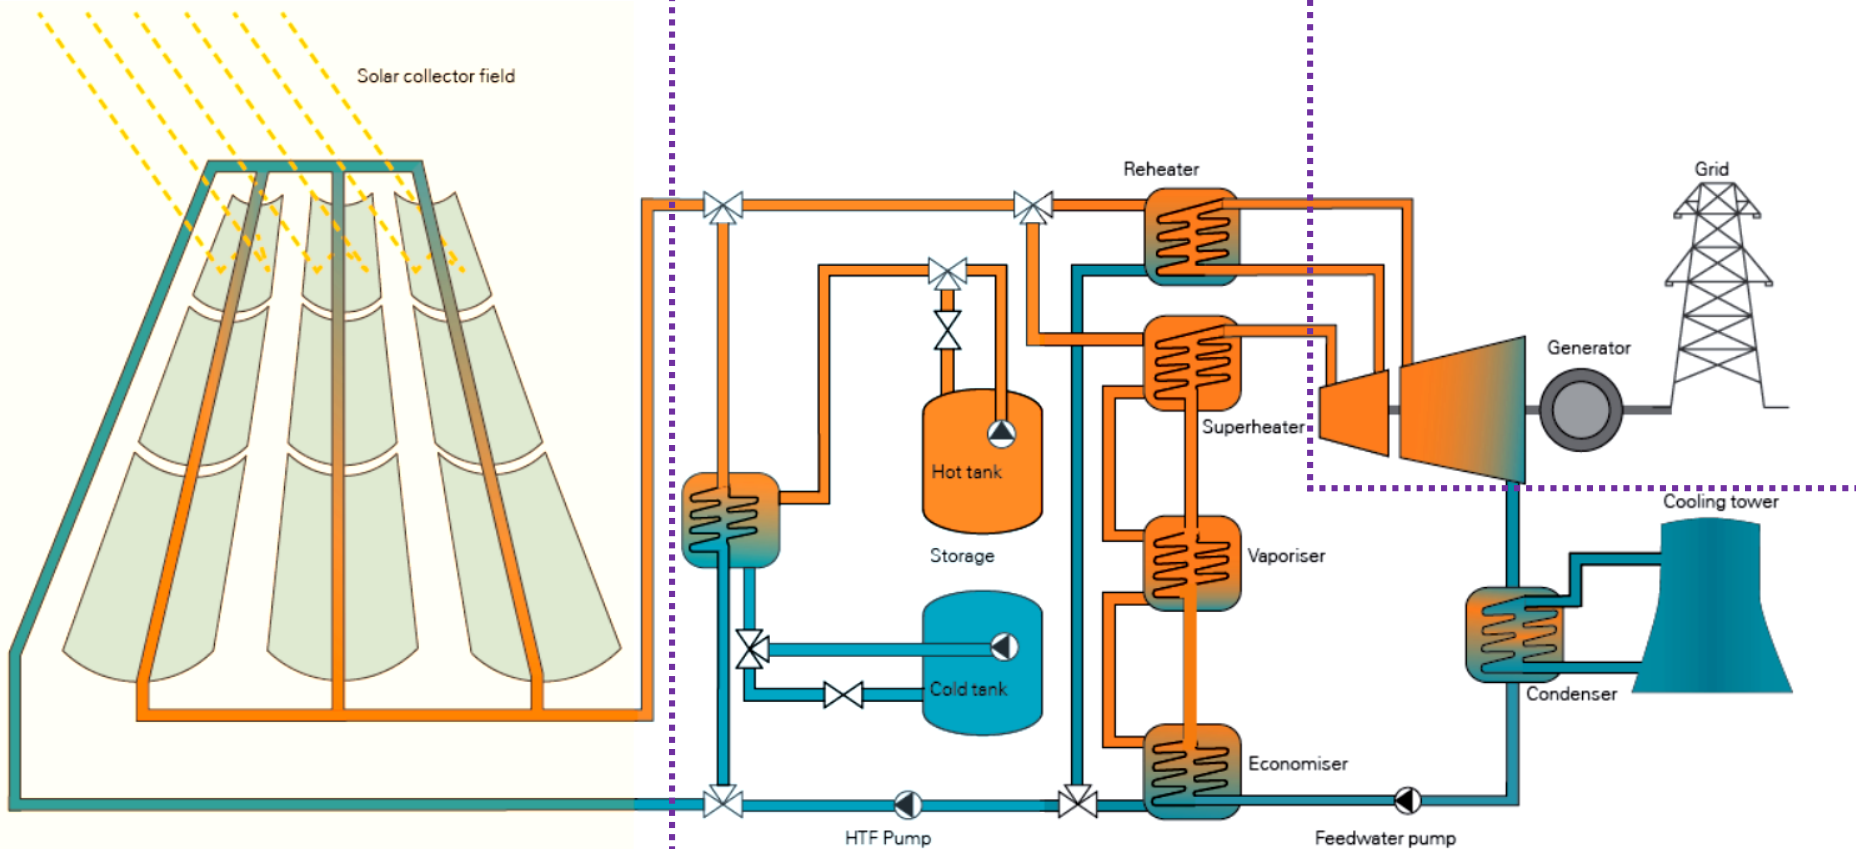 Solar collector field
Reheater
Grid
Generator
Superheater
Hot tank
Cooling tower
Storage
Vaporiser
Cold tank
Condenser
Economiser
HTF Pump
Feedwater pump